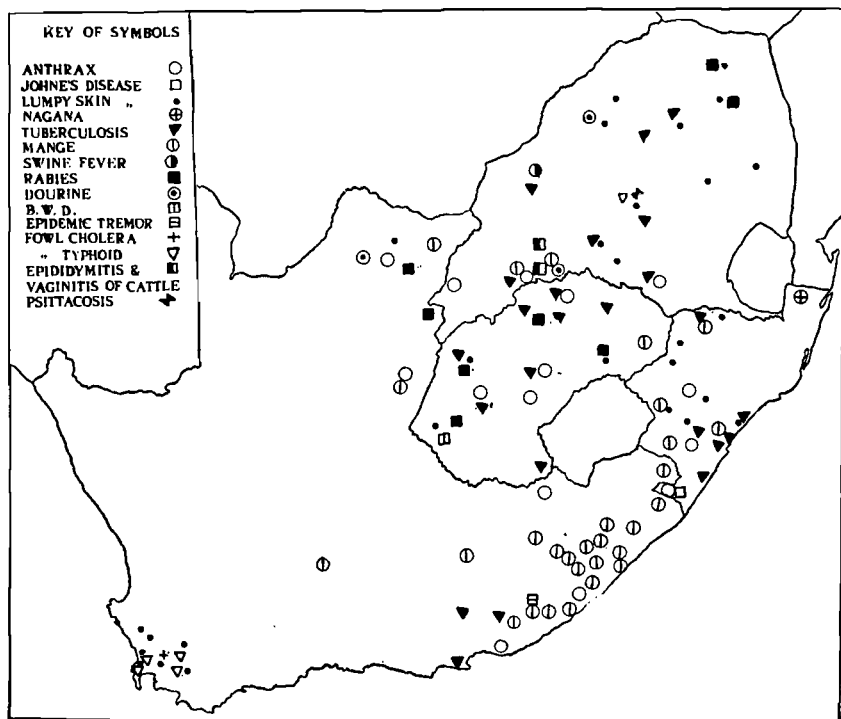 KEY OF SYMBOLS
ANTHRAX
JOHNE'S DISEASE
LUMPY SKIN „
NAGANA
TUBERCULOSIS
MANGE
SWINE FEVER
RABIES
DOURINE
B. W. D.
EPIDEMIC TREMOR
FOWL CHOLERA
„ TYPHOID
EPIDIDYMITIS &
VAGINITIS OF CATTLE
PSITTACOSIS